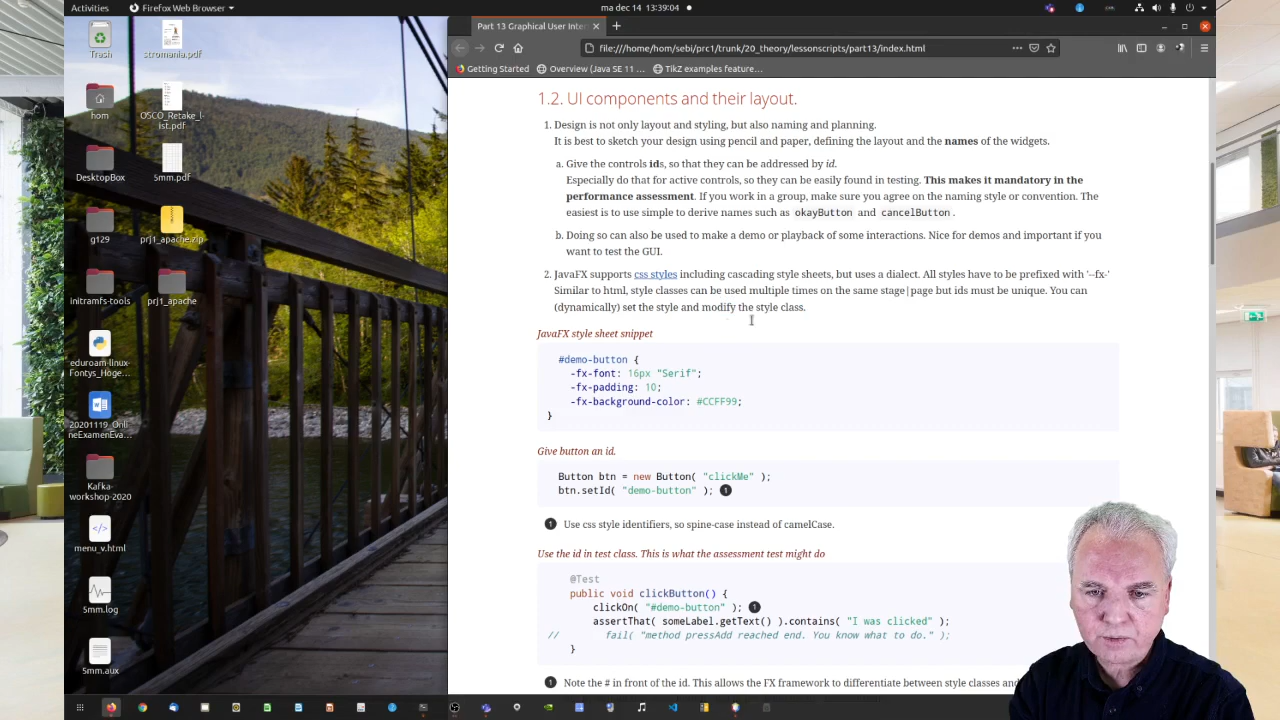 Activities
Firefox Web Browser
ma dec 14 13:39:04
Trash
stromania.pdf
hom
OSCO_Retake_l-
ist.pdf
DesktopBox
5mm.pdf
g129
prj1_apache.zip
initramfs-tools
prj1_apache
eduroam-linux-
Fontys_Hoge...
20201119_Onli
neExamenEva...
Kafka-
workshop-2020
menu_v.html
5mm.log
5mm.aux
Part 13 Graphical User Inter
file:///home/hom/sebi/prc1/trunk/20_theory/lessonscripts/part13/index.html
Getting Started
Overview (Java SE 11 ...
TikZ examples feature...
1.2. UI components and their layout.
1. Design is not only layout and styling, but also naming and planning.
It is best to sketch your design using pencil and paper, defining the layout and the names of the widgets.
a. Give the controls ids, so that they can be addressed by id.
Especially do that for active controls, so they can be easily found in testing. This makes it mandatory in the
performance assessment. If you work in a group, make sure you agree on the naming style or convention. The
easiest is to use simple to derive names such as okayButton and cancelButton.
b. Doing so can also be used to make a demo or playback of some interactions. Nice for demos and important if you
want to test the GUI.
2. JavaFX supports css styles including cascading style sheets, but uses a dialect. All styles have to be prefixed with '--fx-'
Similar to html, style classes can be used multiple times on the same stage|page but ids must be unique. You can
(dynamically) set the style and modify the style class.
JavaFX style sheet snippet
#demo-button {
-fx-font: 16px "Serif";
-fx-padding: 10;
-fx-background-color: #CCFF99;
}
Give button an id.
Button btn = new Button( "clickMe" );
btn.setId( "demo-button" ); 1
1 Use css style identifiers, so spine-case instead of camelCase.
Use the id in test class. This is what the assessment test might do
@Test
public void clickButton() {
clickOn( "#demo-button" ); 1
assertThat( someLabel.getText() ).contains( "I was clicked" );
// fail( "method pressAdd reached end. You know what to do." );
}
1 Note the # in front of the id. This allows the FX framework to differentiate between style classes and